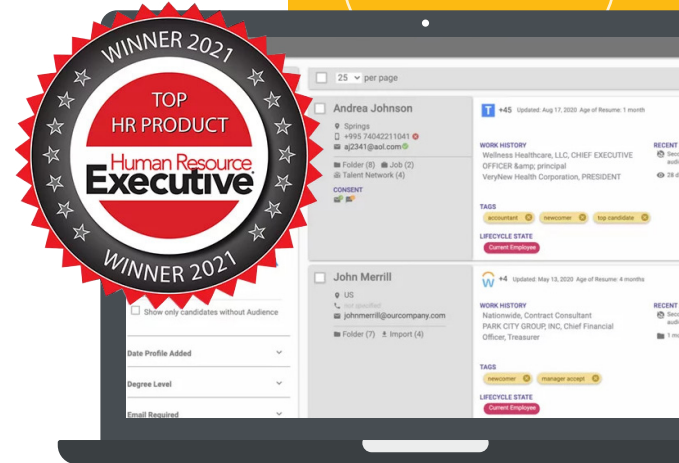 WINNER 2021
TOP
HR PRODUCT
Human Resource
Executive
WINNER 2021
Show only candidates without Audience
Date Profile Added
Degree Level
Email Required
25 per page
Andrea Johnson
Springs
+995 74042211041
aj2341@aol.com
Folder (8) Job (2)
Talent Network (4)
CONSENT
T +45 Updated: Aug 17, 2020 Age of Resume: 1 month
WORK HISTORY
Wellness Healthcare, LLC, CHIEF EXECUTIVE
OFFICER &amp; principal
VeryNew Health Corporation, PRESIDENT
TAGS
accountant newcomer top candidate
LIFECYCLE STATE
Current Employee
RECENT
28 d
John Merrill
US
not specified
johnmerrill@ourcompany.com
Folder (7) Import (4)
+4 Updated: May 13, 2020 Age of Resume: 4 months
WORK HISTORY
Nationwide, Contract Consultant
PARK CITY GROUP, INC, Chief Financial
Officer, Treasurer
TAGS
newcomer manager accept
LIFECYCLE STATE
Current Employee
RECENT